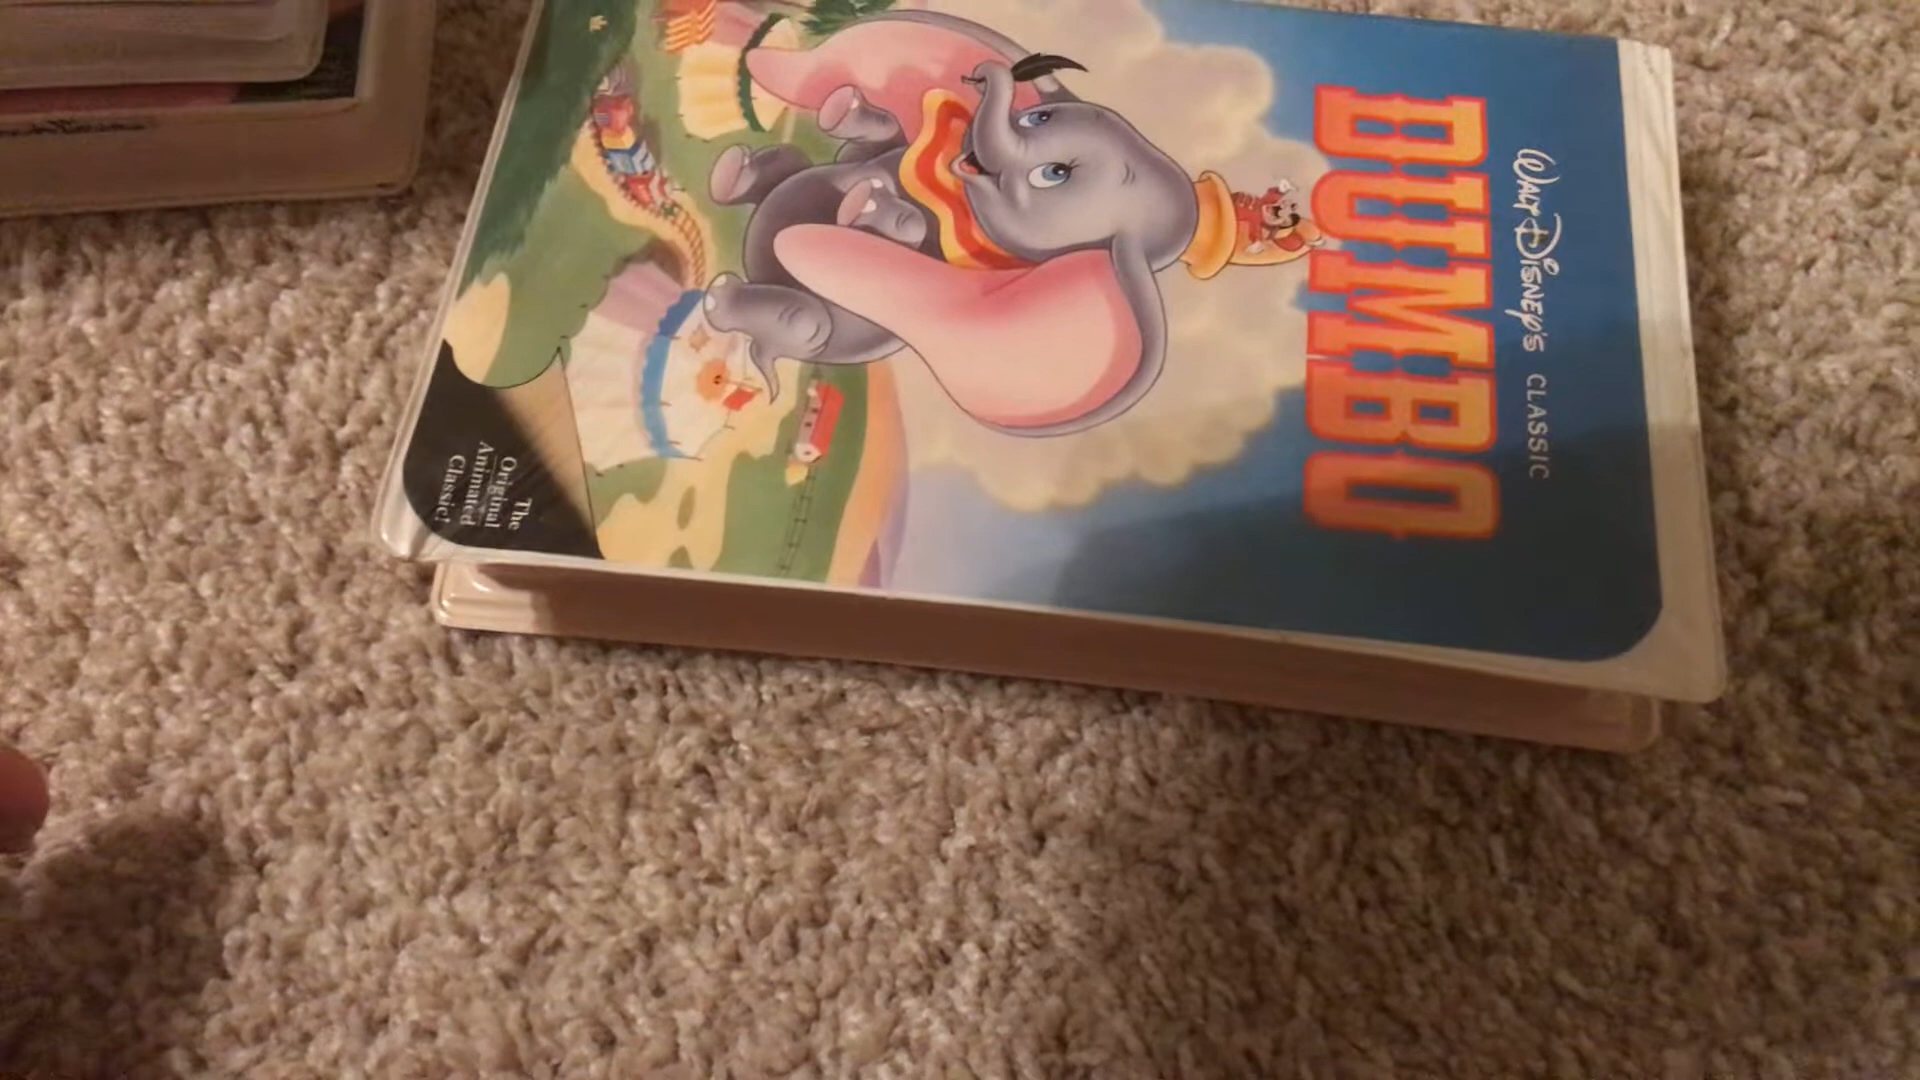 WALT DISNEY'S CLASSIC
DUMBO
The
Original
Animated
Classic!